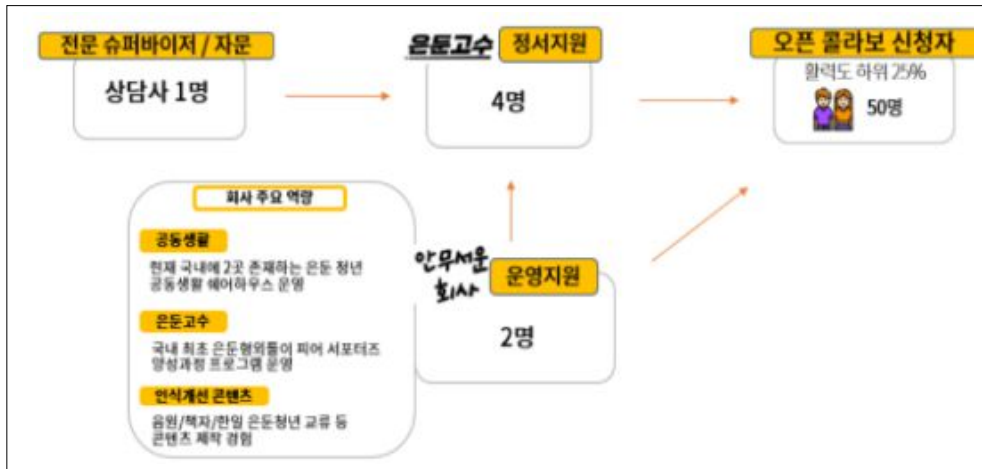 전문 슈퍼바이저 / 자문
상담사 1명
은둔고수 정서지원
4명
오픈 콜라보 신청자
활력도 하위 25%
50명
회사 주요 역량
공동생활
현재 국내에 2곳 존재하는 은둔 청년
공동생활 쉐어하우스 운영
은둔고수
국내 최초 은둔형외톨이 피어 서포터즈
양성과정 프로그램 운영
인식개선 콘텐츠
음원/책자/한일 은둔청년 교류 등
콘텐츠 제작 경험
안무서운
회사
운영지원
2명